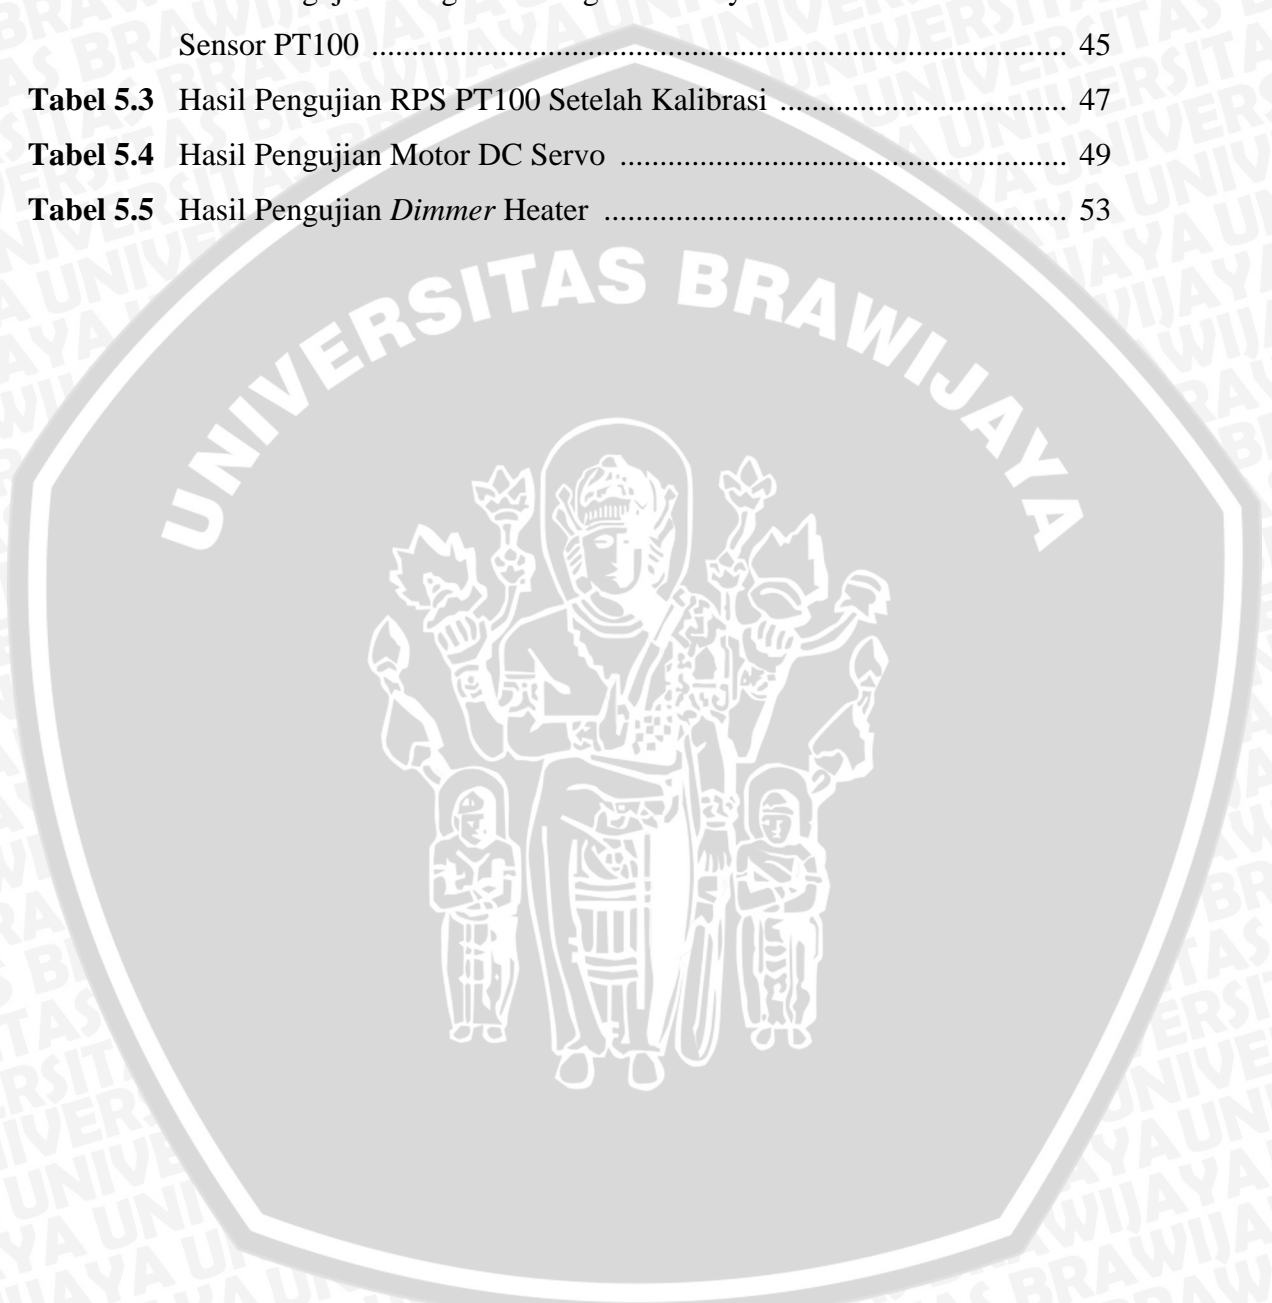 Sensor PT100 ........................................................................................ 45
Tabel 5.3 Hasil Pengujian RPS PT100 Setelah Kalibrasi .................................... 47
Tabel 5.4 Hasil Pengujian Motor DC Servo ........................................................ 49
Tabel 5.5 Hasil Pengujian Dimmer Heater .......................................................... 53
UNIVERSITAS BRAWIJAYA